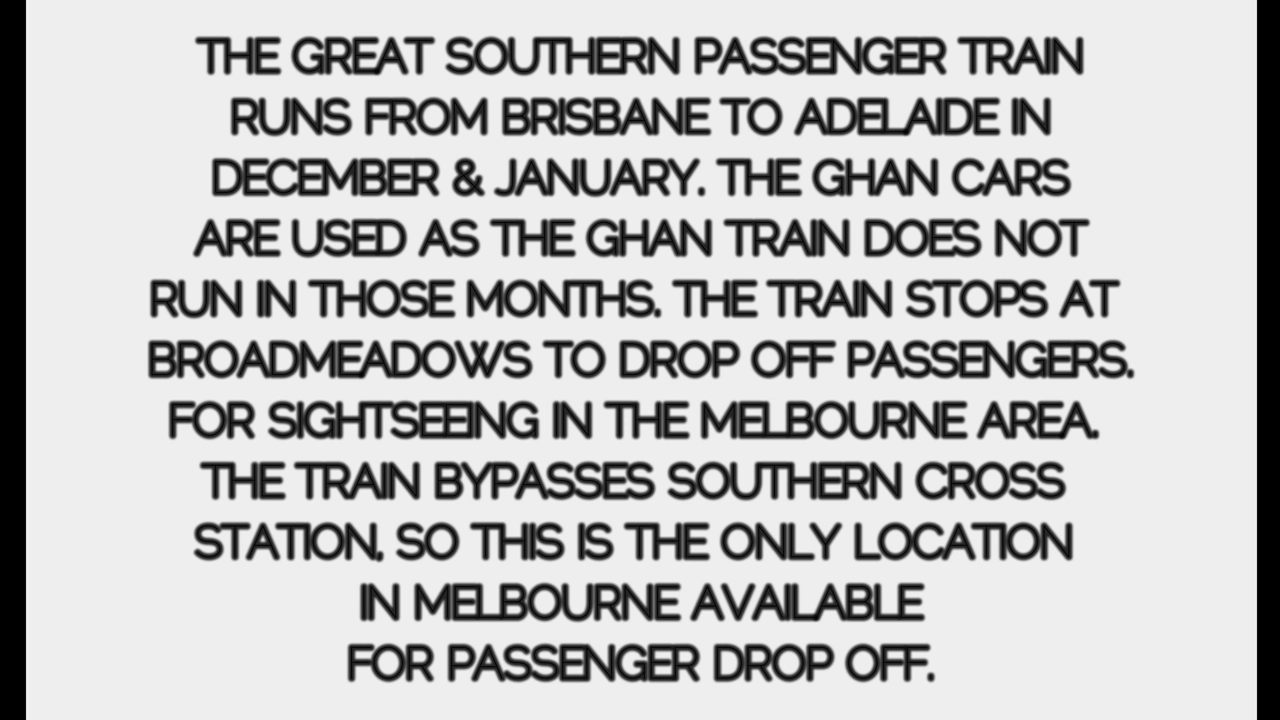 THE GREAT SOUTHERN PASSENGER TRAIN
RUNS FROM BRISBANE TO ADELAIDE IN
DECEMBER & JANUARY. THE GHAN CARS
ARE USED AS THE GHAN TRAIN DOES NOT
RUN IN THOSE MONTHS. THE TRAIN STOPS AT
BROADMEADOWS TO DROP OFF PASSENGERS.
FOR SIGHTSEEING IN THE MELBOURNE AREA.
THE TRAIN BYPASSES SOUTHERN CROSS
STATION, SO THIS IS THE ONLY LOCATION
IN MELBOURNE AVAILABLE
FOR PASSENGER DROP OFF.